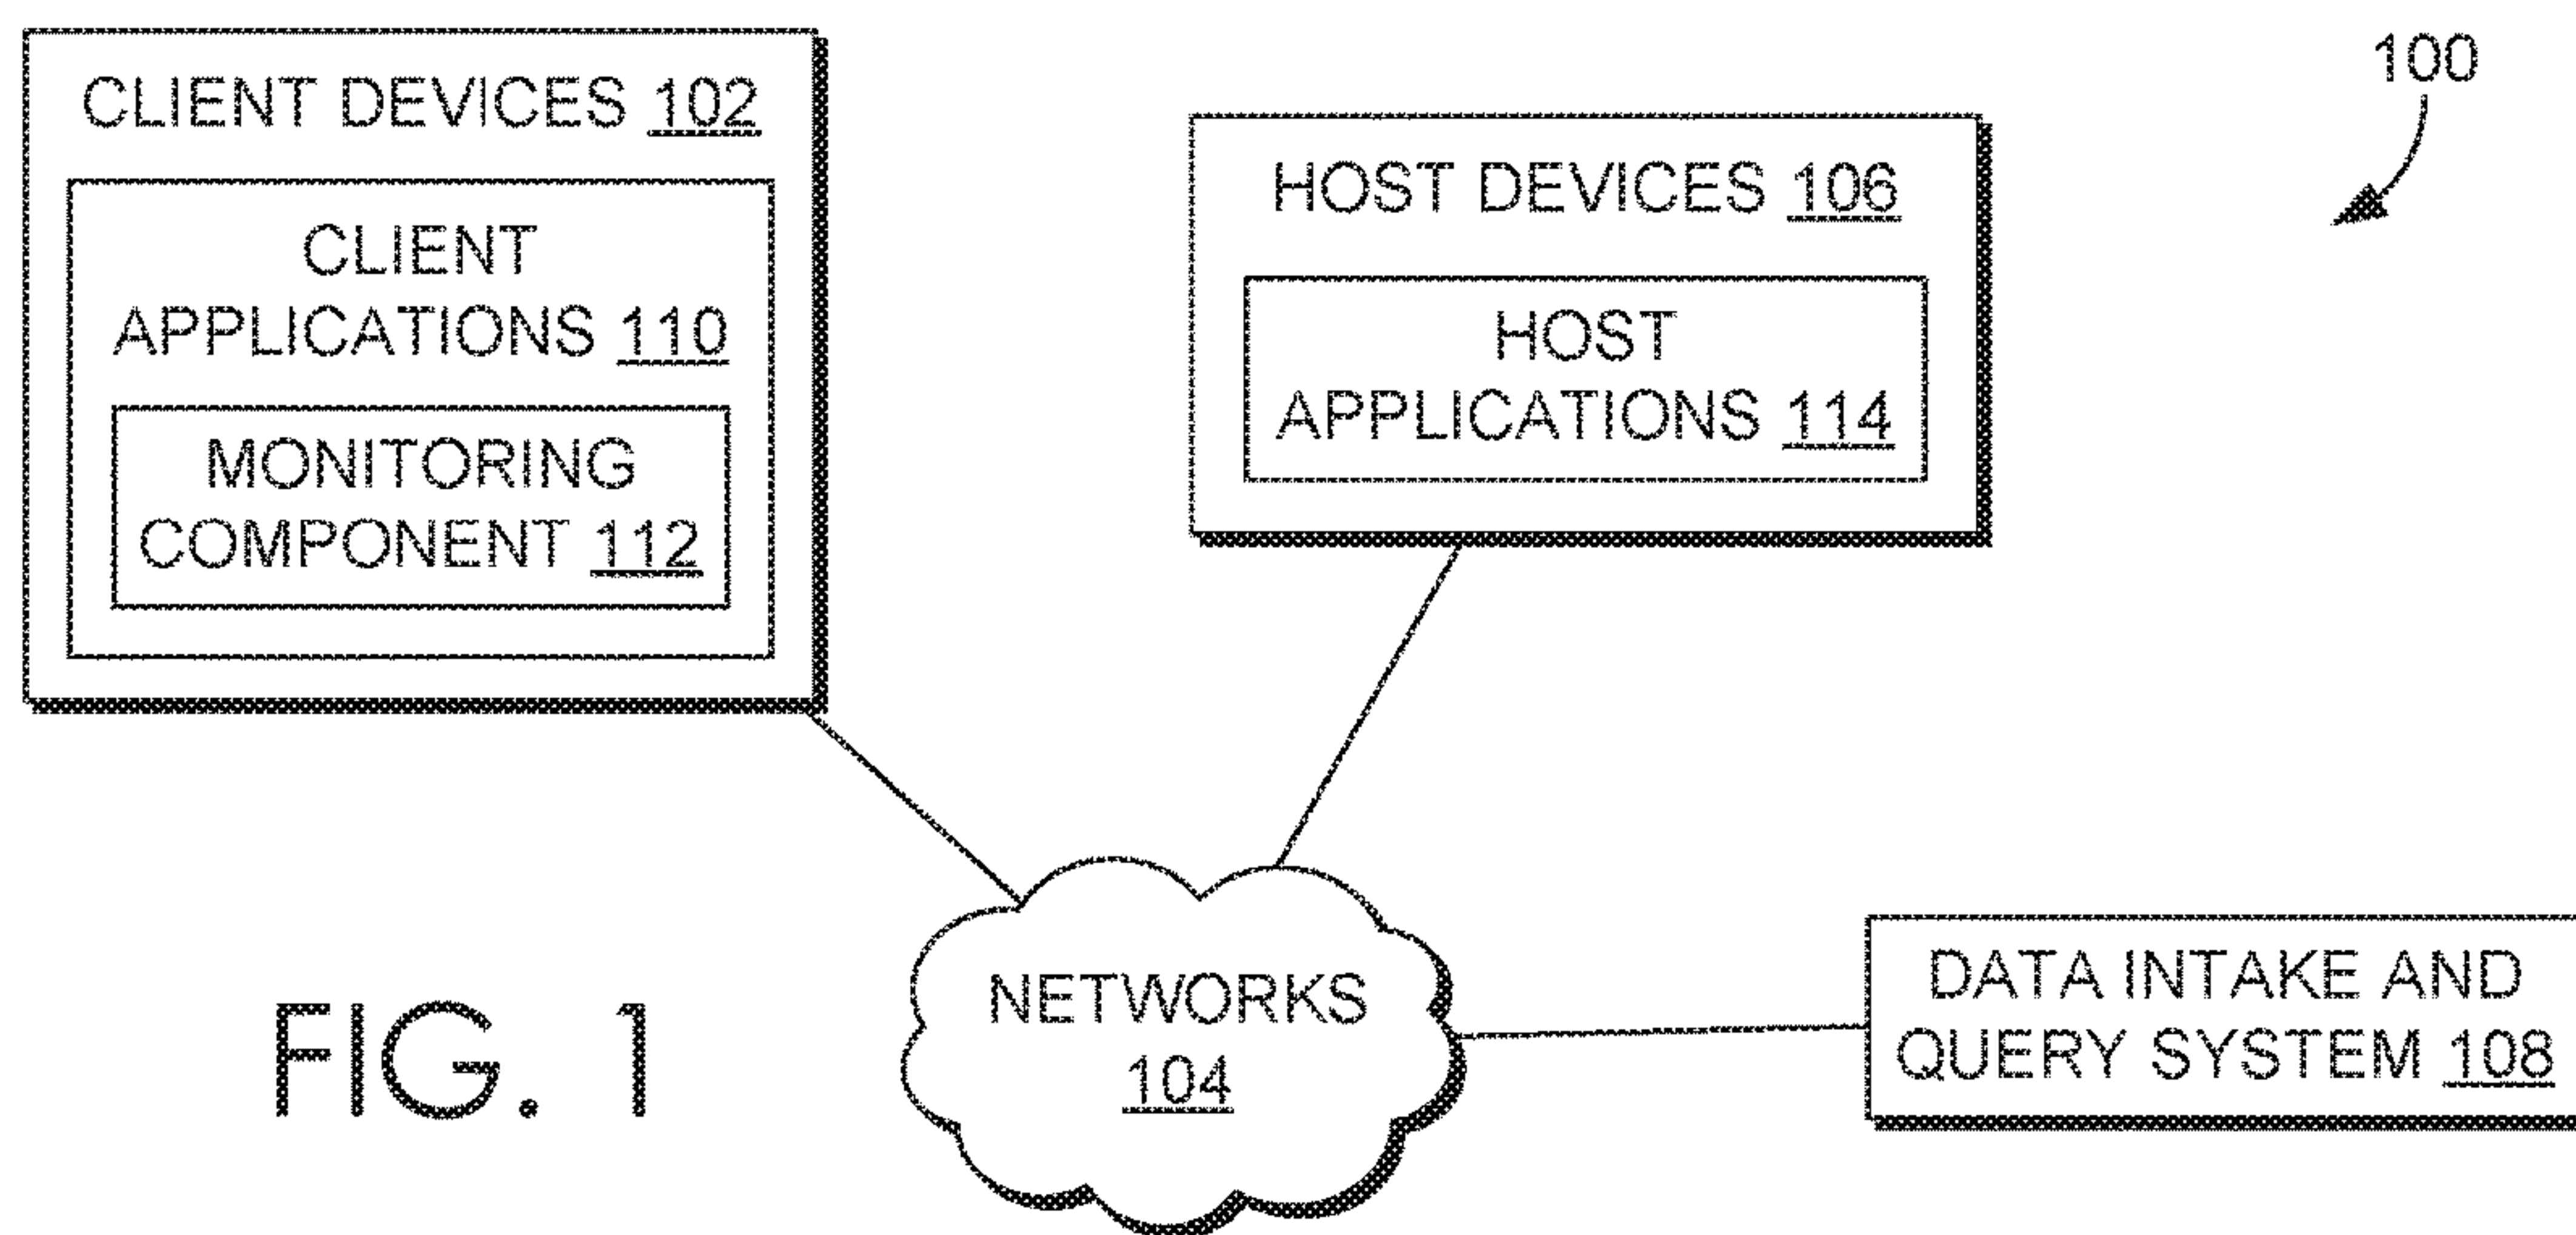 100
CLIENT DEVICES 102
CLIENT
APPLICATIONS 110
MONITORING
COMPONENT 112
HOST DEVICES 106
HOST
APPLICATIONS 114
NETWORKS
104
DATA INTAKE AND
QUERY SYSTEM 108
FIG. 1